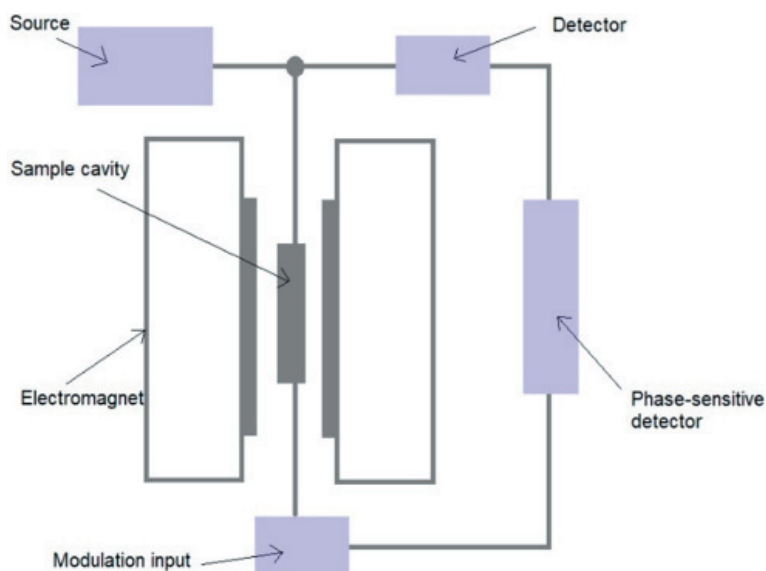 Source
Detector
Sample cavity
Electromagnet
Phase-sensitive
detector
Modulation input